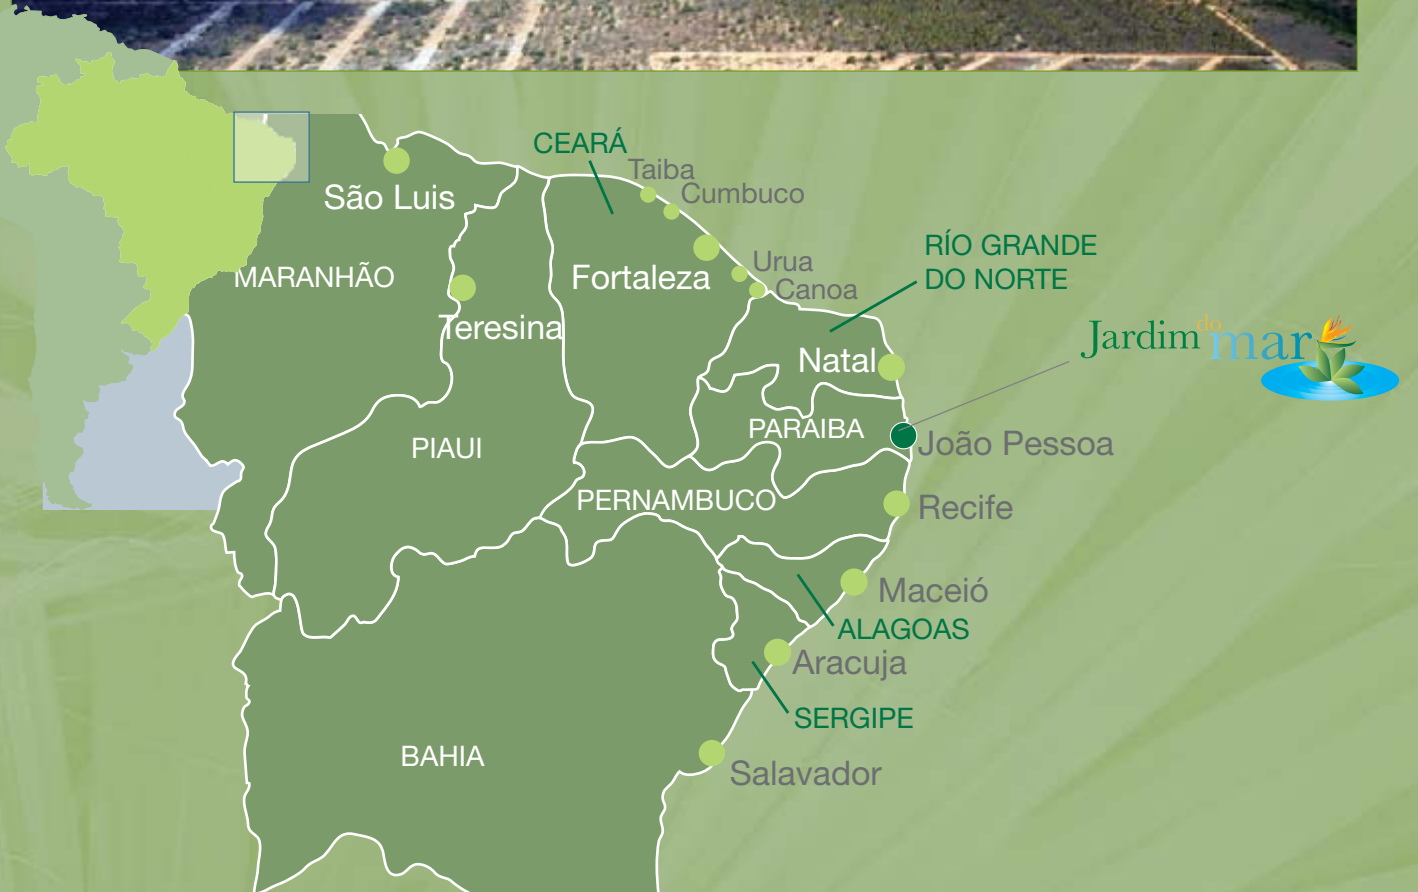 CEARÁ
Taiba
Cumbuco
São Luis
RÍO GRANDE
DO NORTE
Urua
Canoa
MARANHÃO
Fortaleza
Teresina
Jardim do mar
Natal
PARAIBA
João Pessoa
PIAUI
PERNAMBUCO
Recife
Maceió
ALAGOAS
Aracuja
SERGIPE
BAHIA
Salavador